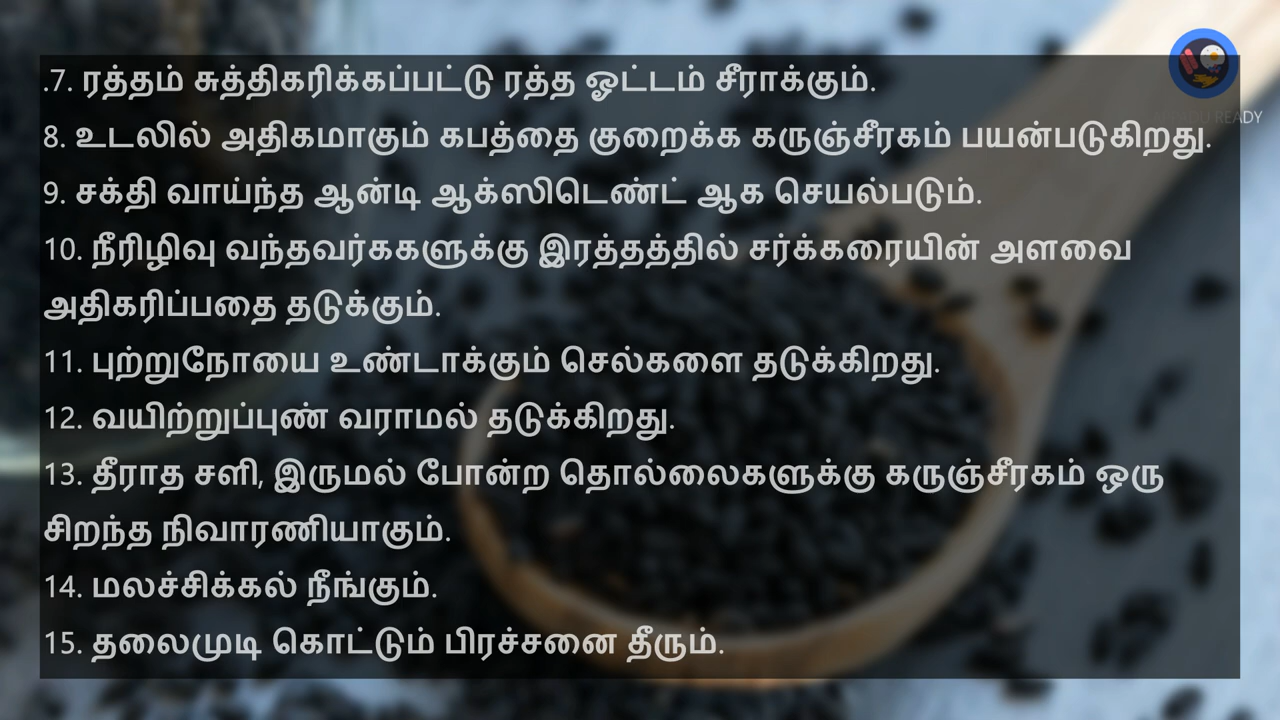 .7. ரத்தம் சுத்திகரிக்கப்பட்டு ரத்த ஓட்டம் சீராக்கும்.
8. உடலில் அதிகமாகும் கபத்தை குறைக்க கருஞ்சீரகம் பயன்படுகிறது.
9. சக்தி வாய்ந்த ஆன்டி ஆக்ஸிடெண்ட் ஆக செயல்படும்.
10. நீரிழிவு வந்தவர்ககளுக்கு இரத்தத்தில் சர்க்கரையின் அளவை
அதிகரிப்பதை தடுக்கும்.
11. புற்றுநோயை உண்டாக்கும் செல்களை தடுக்கிறது.
12. வயிற்றுப்புண் வராமல் தடுக்கிறது.
13. தீராத சளி, இருமல் போன்ற தொல்லைகளுக்கு கருஞ்சீரகம் ஒரு
சிறந்த நிவாரணியாகும்.
14. மலச்சிக்கல் நீங்கும்.
15. தலைமுடி கொட்டும் பிரச்சனை தீரும்.
READY